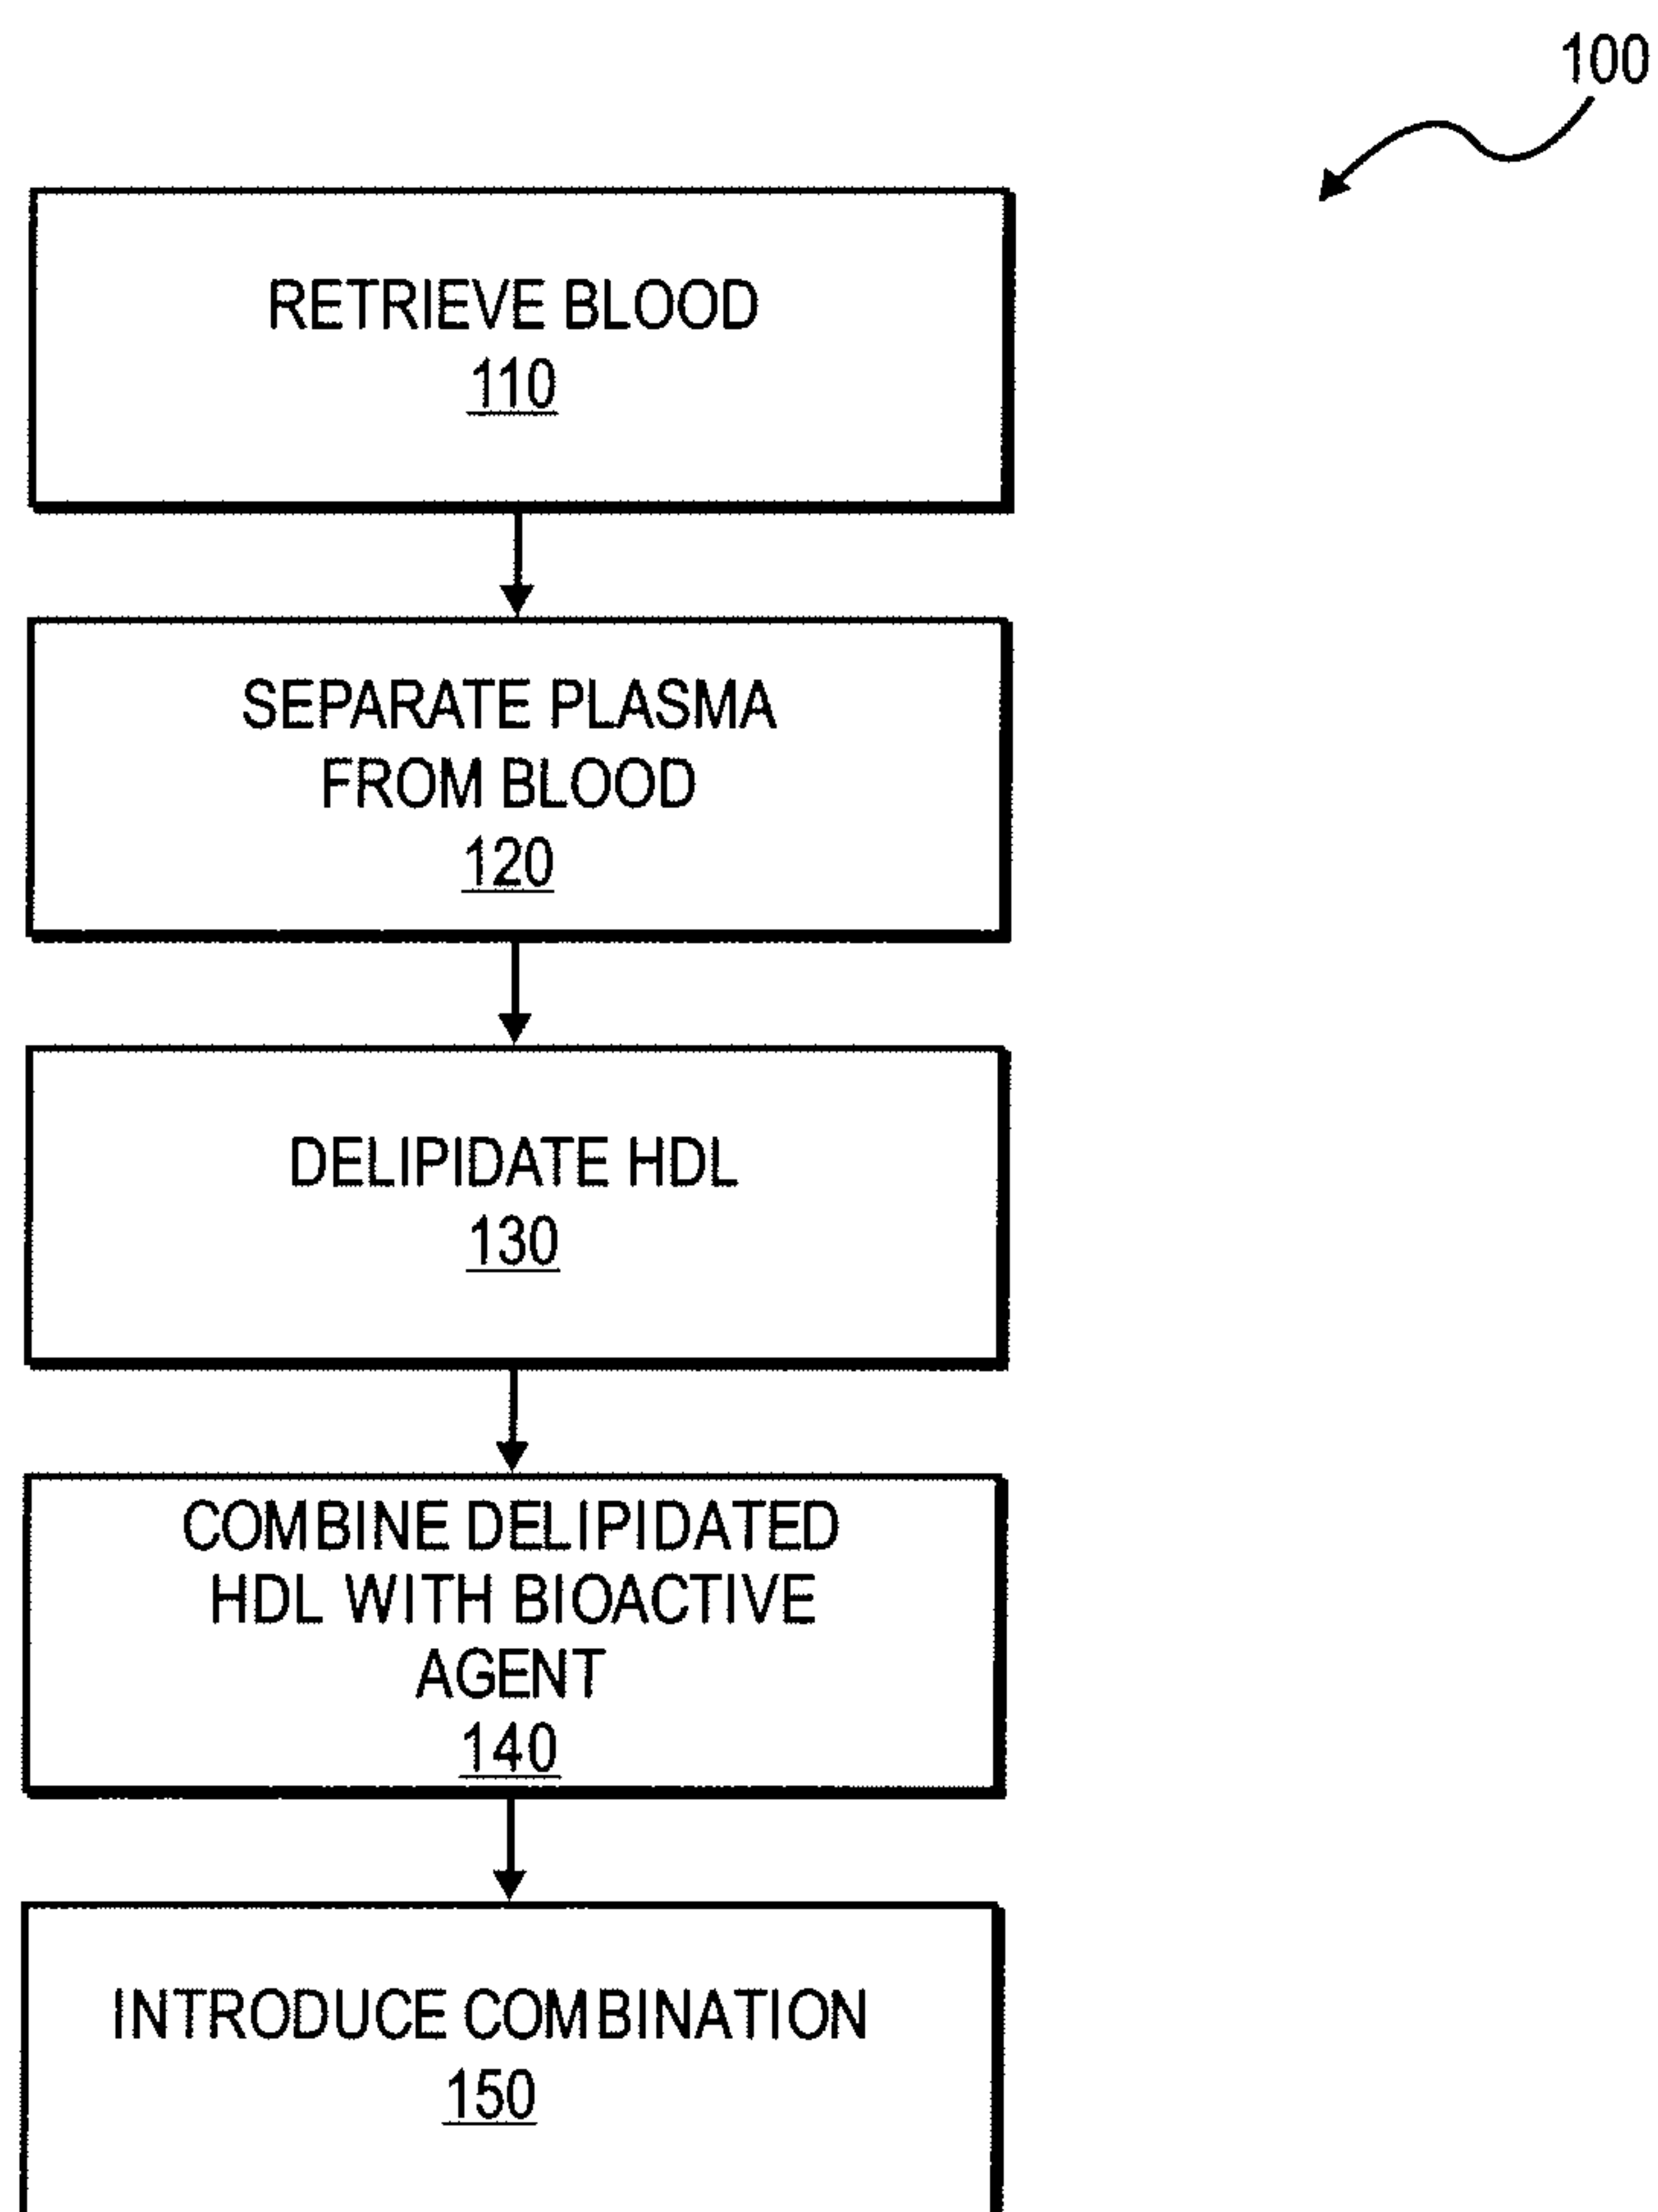 100
RETRIEVE BLOOD
110
SEPARATE PLASMA
FROM BLOOD
120
DELIPIDATE HDL
130
COMBINE DELIPIDATED
HDL WITH BIOACTIVE
AGENT
140
INTRODUCE COMBINATION
150